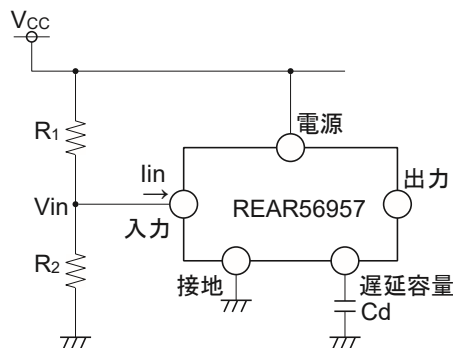 VCC
電源
R1
Iin
→
出力
Vin
REAR56957
入力
R2
接地
遅延容量
Cd